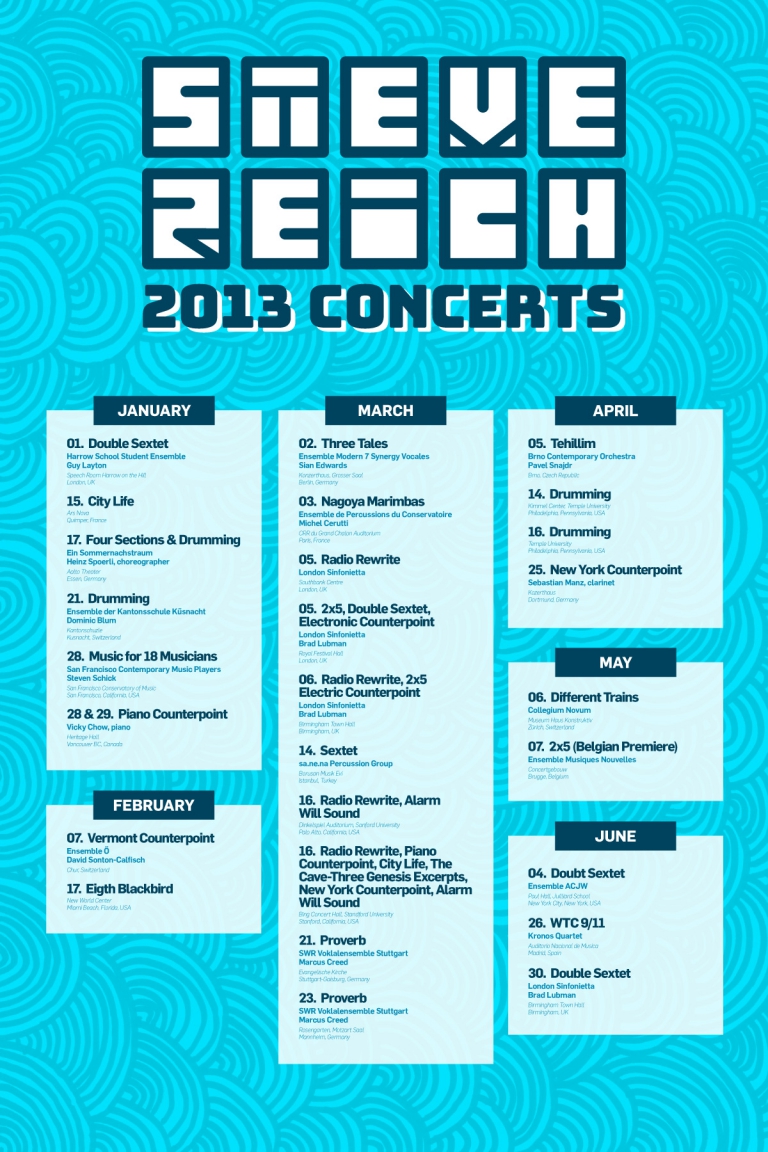 STEVE
REICH
2013 CONCERTS
JANUARY
01. Double Sextet
Harrow School Student Ensemble
Guy Layton
Speech Room Harrow on the Hill
London, UK
15. City Life
Ars Nova
Quimper, France
17. Four Sections & Drumming
Ein Sommernachstraum
Heinz Spoerli, choreographer
Aalto Theater
Essen, Germany
21. Drumming
Ensemble der Kantonsschule Küsnacht
Dominic Blum
Kantonschule
Kusnacht, Switzerland
28. Music for 18 Musicians
San Francisco Contemporary Music Players
Steven Schick
San Francisco Conservatory of Music
San Francisco, California, USA
28 & 29. Piano Counterpoint
Vicky Chow, piano
Heritage Hall
Vancouver BC, Canada
FEBRUARY
07. Vermont Counterpoint
Ensemble Ö
David Sonton-Calfisch
Chur, Switzerland
17. Eigth Blackbird
New World Center
Miami Beach, Florida, USA
MARCH
02. Three Tales
Ensemble Modern 7 Synergy Vocales
Sian Edwards
Konzerthaus, Grosser Saal
Berlin, Germany
03. Nagoya Marimbas
Ensemble de Percussions du Conservatoire
Michel Cerutti
CRR du Grand Chalon Auditorium
Paris, France
05. Radio Rewrite
London Sinfonietta
Southbank Centre
London, UK
05. 2x5, Double Sextet,
Electronic Counterpoint
London Sinfonietta
Brad Lubman
Royal Festival Hall
London, UK
06. Radio Rewrite, 2x5
Electric Counterpoint
London Sinfonietta
Brad Lubman
Birmingham Town Hall
Birmingham, UK
14. Sextet
sa.ne.na Percussion Group
Borusan Musik Evi
Istanbul, Turkey
16. Radio Rewrite, Alarm
Will Sound
Dinkelspiel Auditorium, Sanford University
Palo Alto, California, USA
16. Radio Rewrite, Piano
Counterpoint, City Life, The
Cave-Three Genesis Excerpts,
New York Counterpoint, Alarm
Will Sound
Bing Concert Hall, Standford University
Stanford, California, USA
21. Proverb
SWR Voklalensemble Stuttgart
Marcus Creed
Evangelische Kirche
Stuttgart-Gaisburg, Germany
23. Proverb
SWR Voklalensemble Stuttgart
Marcus Creed
Rosengarten, Motzart Saal
Mannheim, Germany
APRIL
05. Tehillim
Brno Contemporary Orchestra
Pavel Snajdr
Brno, Czech Republic
14. Drumming
Kimmel Center, Temple University
Philadelphia, Pennsylvania, USA
16. Drumming
Temple University
Philadelphia, Pennsylvania, USA
25. New York Counterpoint
Sebastian Manz, clarinet
Kozerthaus
Dortmund, Germany
MAY
06. Different Trains
Collegium Novum
Museum Haus Konstruktiv
Zürich, Switzerland
07. 2x5 (Belgian Premiere)
Ensemble Musiques Nouvelles
Concertgebouw
Brugge, Belgium
JUNE
04. Doubt Sextet
Ensemble ACJW
Paul Hall, Juilliard School
New York City, New York, USA
26. WTC 9/11
Kronos Quartet
Auditorio Nacional de Música
Madrid, Spain
30. Double Sextet
London Sinfonietta
Brad Lubman
Birmingham Town Hall
Birmingham, UK